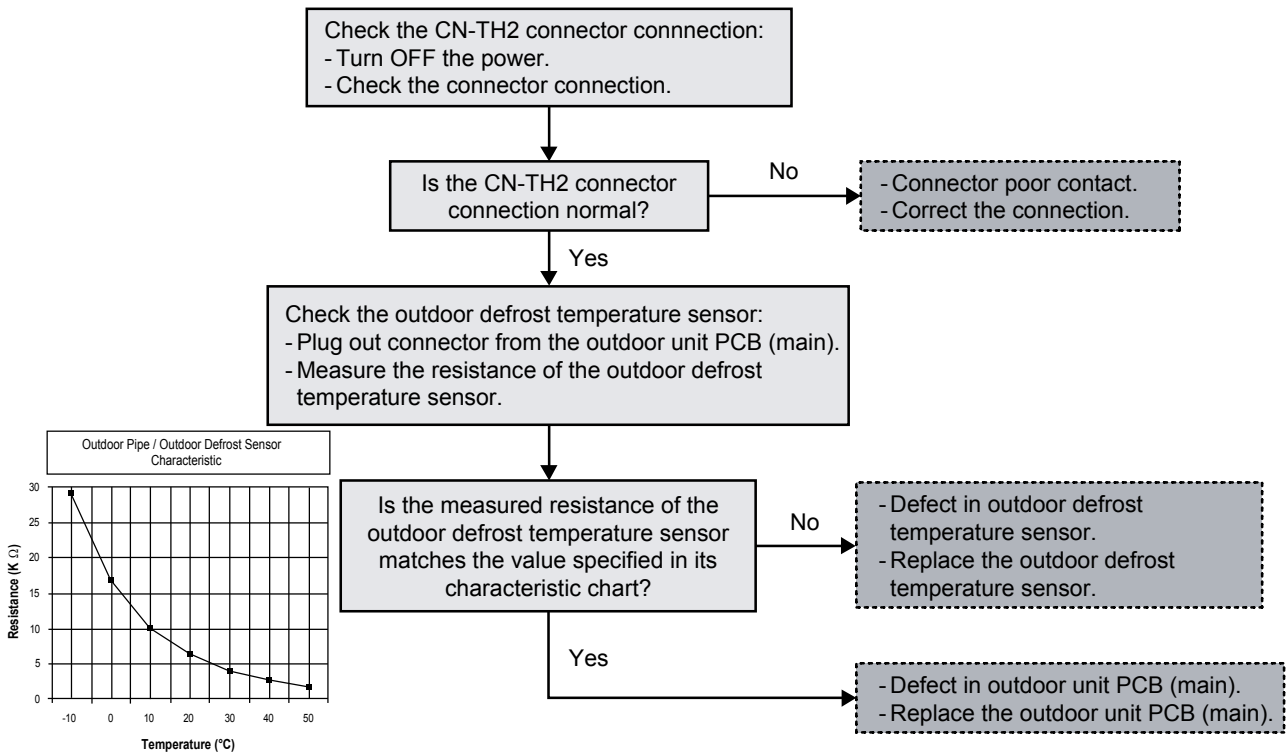 Check the CN-TH2 connector connnection:
- Turn OFF the power.
- Check the connector connection.
Is the CN-TH2 connector
connection normal?
No
- Connector poor contact.
- Correct the connection.
Yes
Check the outdoor defrost temperature sensor:
- Plug out connector from the outdoor unit PCB (main).
- Measure the resistance of the outdoor defrost
temperature sensor.
Outdoor Pipe / Outdoor Defrost Sensor
Characteristic
30
25
20
15
10
5
0
Resistance (K Ω)
-10 0 10 20 30 40 50
Temperature (°C)
Is the measured resistance of the
outdoor defrost temperature sensor
matches the value specified in its
characteristic chart?
No
- Defect in outdoor defrost
temperature sensor.
- Replace the outdoor defrost
temperature sensor.
Yes
- Defect in outdoor unit PCB (main).
- Replace the outdoor unit PCB (main).